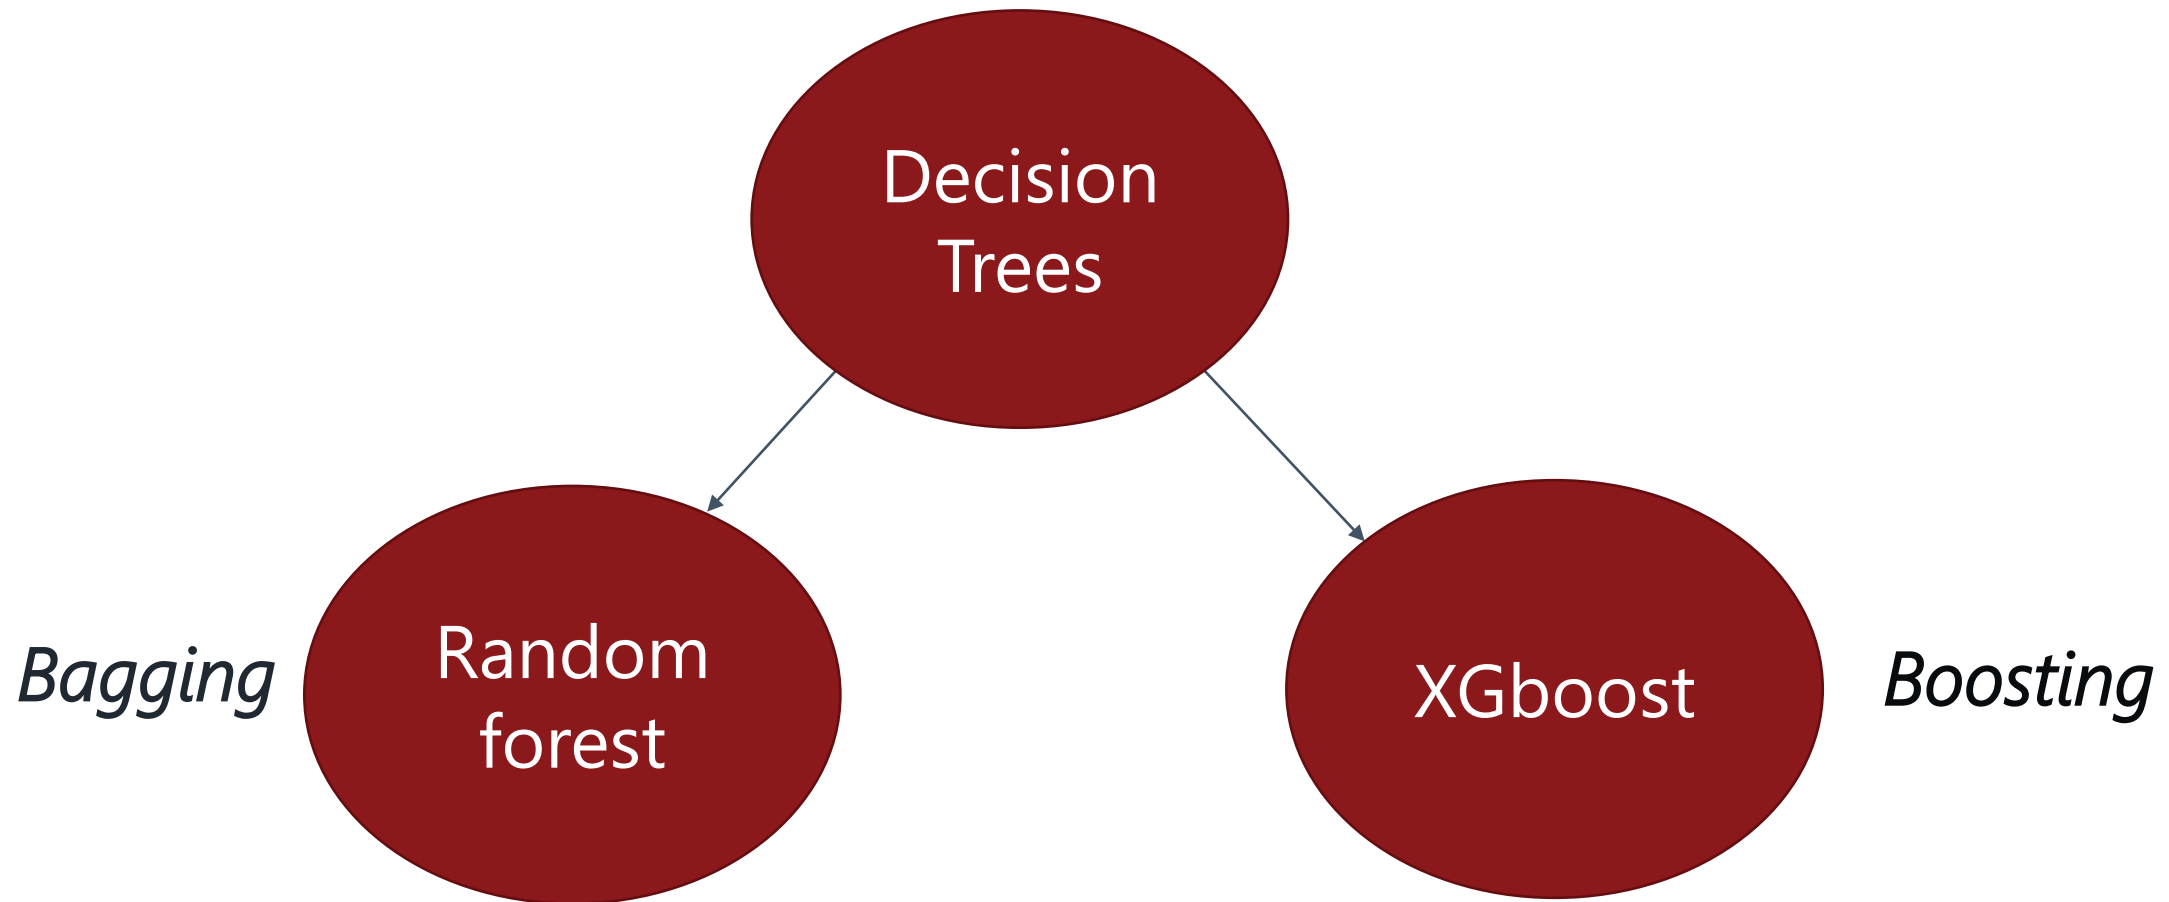 Decision
Trees
Bagging
Random
forest
XGboost
Boosting